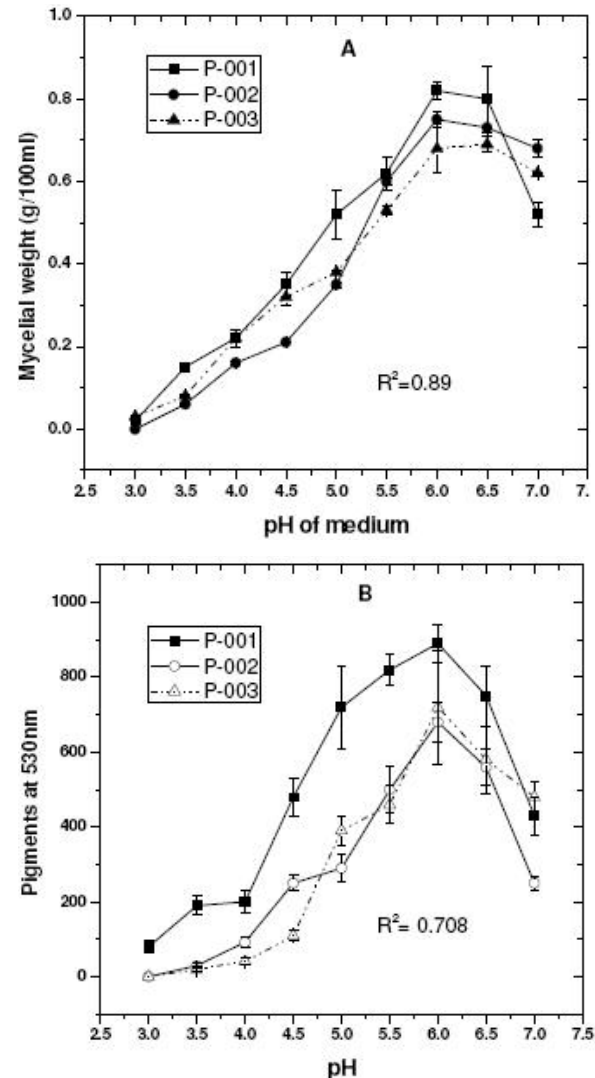 A
P-001
P-002
P-003
1.0
0.8
0.6
0.4
0.2
0.0
Mycelial weight (g/100ml)
R²=0.89
2.5 3.0 3.5 4.0 4.5 5.0 5.5 6.0 6.5 7.0 7.
pH of medium
B
P-001
P-002
P-003
1000
800
600
400
200
0
Pigments at 530nm
R²= 0.708
2.5 3.0 3.5 4.0 4.5 5.0 5.5 6.0 6.5 7.0 7.5
pH